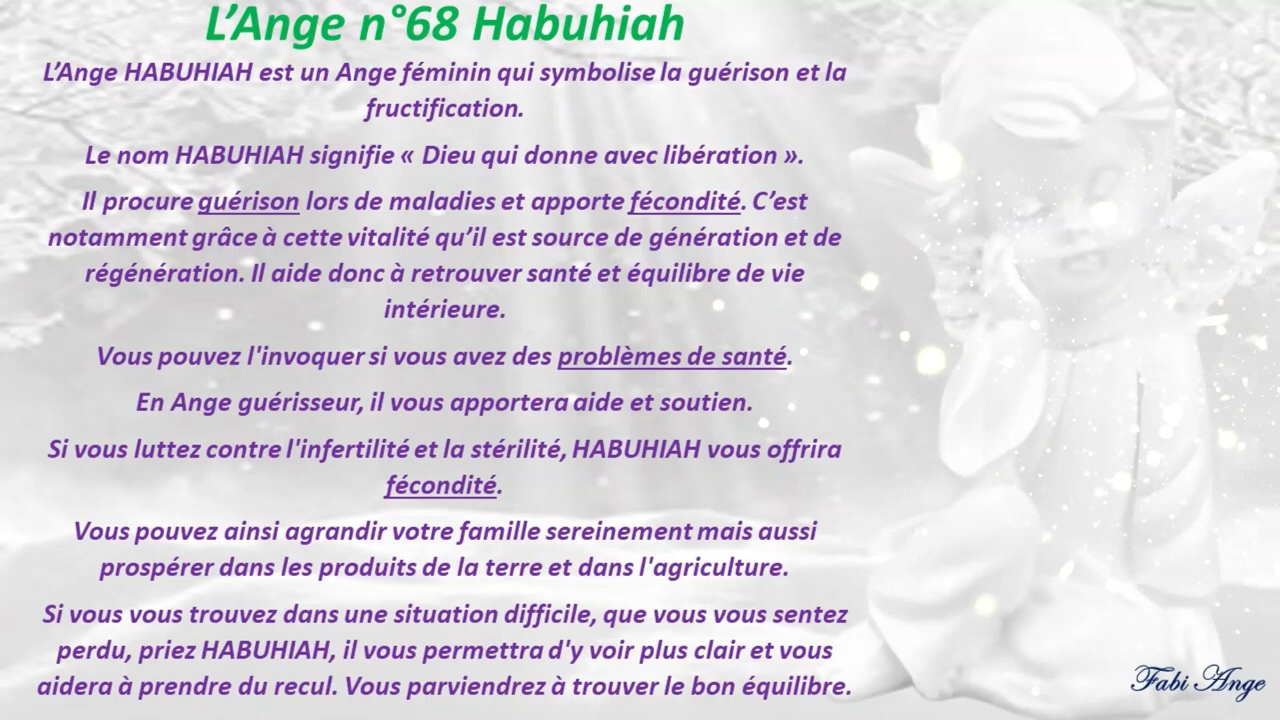 L’Ange n°68 Habuhiah
L’Ange HABUHIAH est un Ange féminin qui symbolise la guérison et la
fructification.
Le nom HABUHIAH signifie « Dieu qui donne avec libération ».
Il procure guérison lors de maladies et apporte fécondité. C’est
notamment grâce à cette vitalité qu’il est source de génération et de
régénération. Il aide donc à retrouver santé et équilibre de vie
intérieure.
Vous pouvez l'invoquer si vous avez des problèmes de santé.
En Ange guérisseur, il vous apportera aide et soutien.
Si vous luttez contre l'infertilité et la stérilité, HABUHIAH vous offrira
fécondité.
Vous pouvez ainsi agrandir votre famille sereinement mais aussi
prospérer dans les produits de la terre et dans l'agriculture.
Si vous vous trouvez dans une situation difficile, que vous vous sentez
perdu, priez HABUHIAH, il vous permettra d'y voir plus clair et vous
aidera à prendre du recul. Vous parviendrez à trouver le bon équilibre.
Fabi Ange